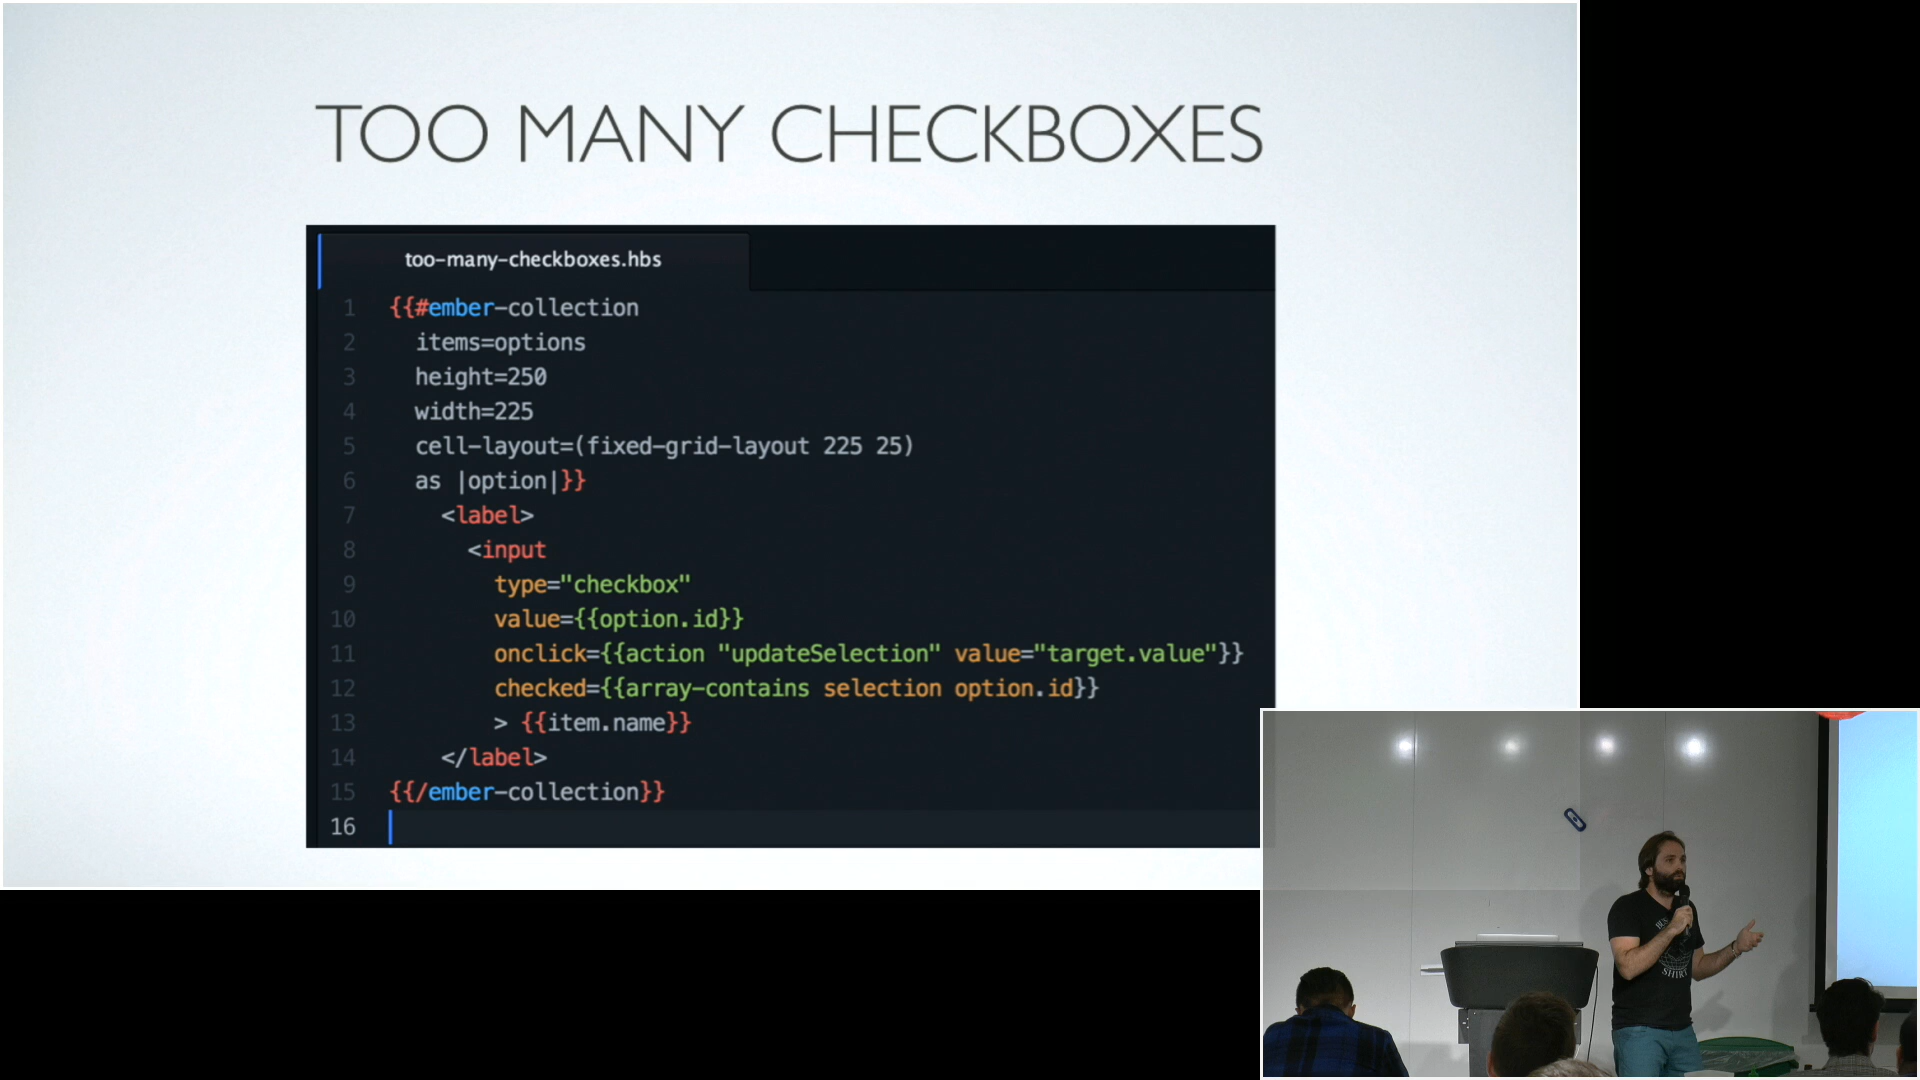 TOO MANY CHECKBOXES
too-many-checkboxes.hbs
1 {{#ember-collection
2 items=options
3 height=250
4 width=225
5 cell-layout=(fixed-grid-layout 225 25)
6 as |option|}}
7 <label>
8 <input
9 type="checkbox"
10 value={{option.id}}
11 onclick={{action "updateSelection" value="target.value"}}
12 checked={{array-contains selection option.id}}
13 > {{item.name}}
14 </label>
15 {{/ember-collection}}
16
SHIRT